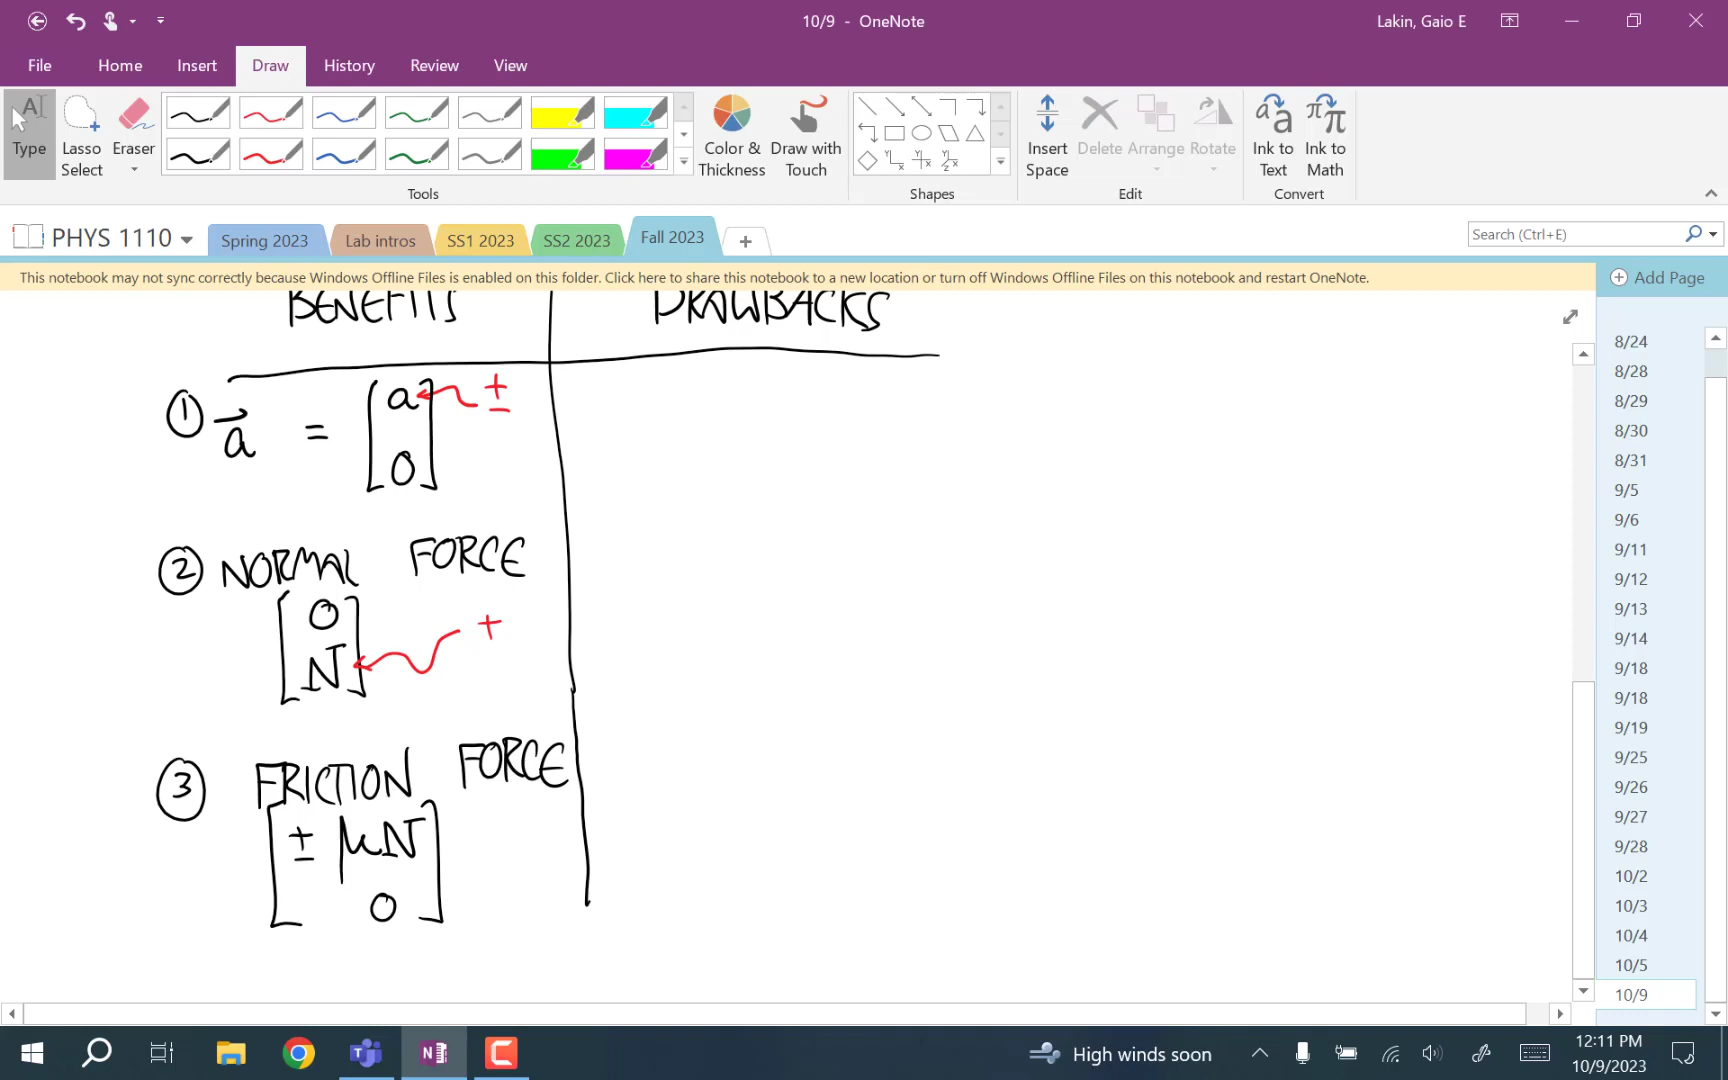 10/9 - OneNote
Lakin, Gaio E
File Home Insert Draw History Review View
Type
Lasso Select
Eraser
Color & Thickness
Draw with Touch
Insert Space
Delete
Arrange
Rotate
Ink to Text
Ink to Math
Tools
Shapes
Edit
Convert
PHYS 1110
Spring 2023
Lab intros
SS1 2023
SS2 2023
Fall 2023
Search (Ctrl+E)
This notebook may not sync correctly because Windows Offline Files is enabled on this folder. Click here to share this notebook to a new location or turn off Windows Offline Files on this notebook and restart OneNote.
Add Page
BENEFITS DRAWBACKS
① a⃗ = [a 0] ±
② NORMAL FORCE
[0 N] +
③ FRICTION FORCE
[± μN 0]
8/24
8/28
8/29
8/30
8/31
9/5
9/6
9/11
9/12
9/13
9/14
9/18
9/18
9/19
9/25
9/26
9/27
9/28
10/2
10/3
10/4
10/5
10/9
High winds soon
12:11 PM
10/9/2023